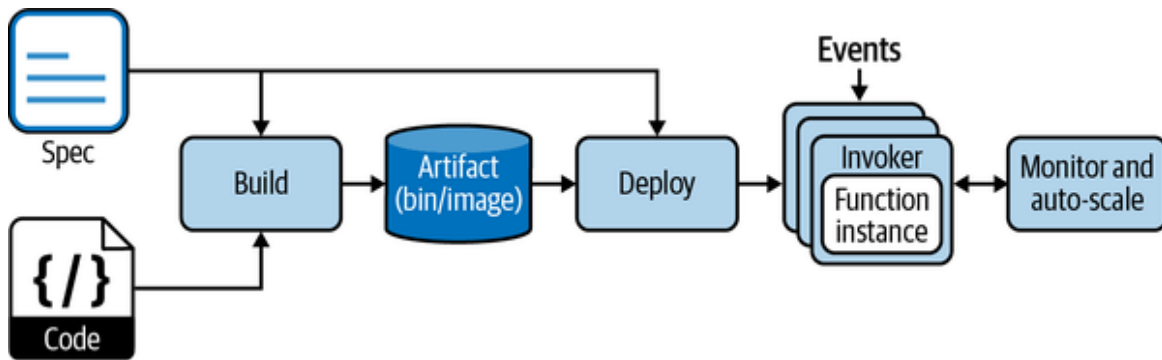 Spec
{/}
Code
Build
Artifact
(bin/image)
Deploy
Events
Invoker
Function
instance
Monitor and
auto-scale